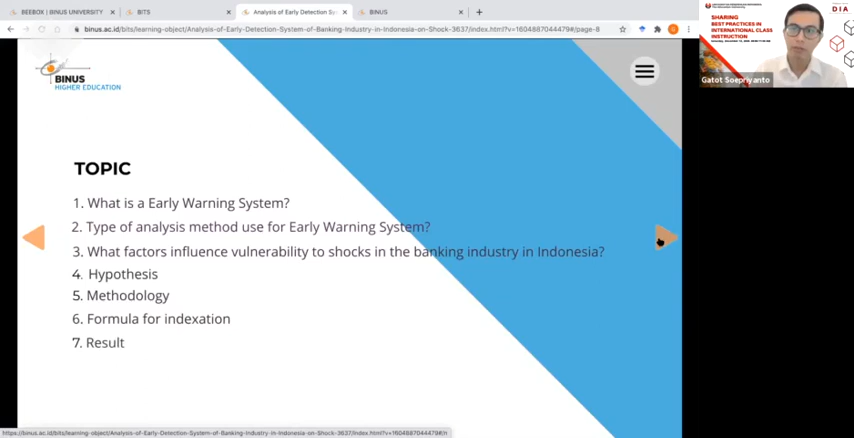 BEEBOX | BINUS UNIVERSITY
BITS
Analysis of Early Detection Sy
BINUS
binus.ac.id/bits/learning-object/Analysis-of-Early-Detection-System-of-Banking-Industry-in-Indonesia-on-Shock-3637/index.html?v=1604887044479#/page-8
SHARING
BEST PRACTICES IN
INTERNATIONAL CLASS
INSTRUCTION
DIA
Gatot Soepriyanto
BINUS
HIGHER EDUCATION
TOPIC
1. What is a Early Warning System?
2. Type of analysis method use for Early Warning System?
3. What factors influence vulnerability to shocks in the banking industry in Indonesia?
4. Hypothesis
5. Methodology
6. Formula for indexation
7. Result
https://binus.ac.id/bits/learning-object/Analysis-of-Early-Detection-System-of-Banking-Industry-in-Indonesia-on-Shock-3637/index.html?v=1604887044479#/n